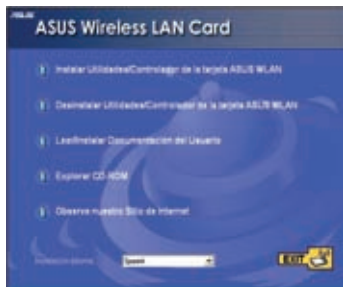 ASUS
ASUS Wireless LAN Card
Instalar Utilidades/Controlador de la tarjeta ASUS WLAN
Desinstalar Utilidades/Controlador de la tarjeta ASUS WLAN
Leer/Instalar Documentación del Usuario
Explorar CD-ROM
Observe nuestro Sitio de Internet
Spanish
EXIT